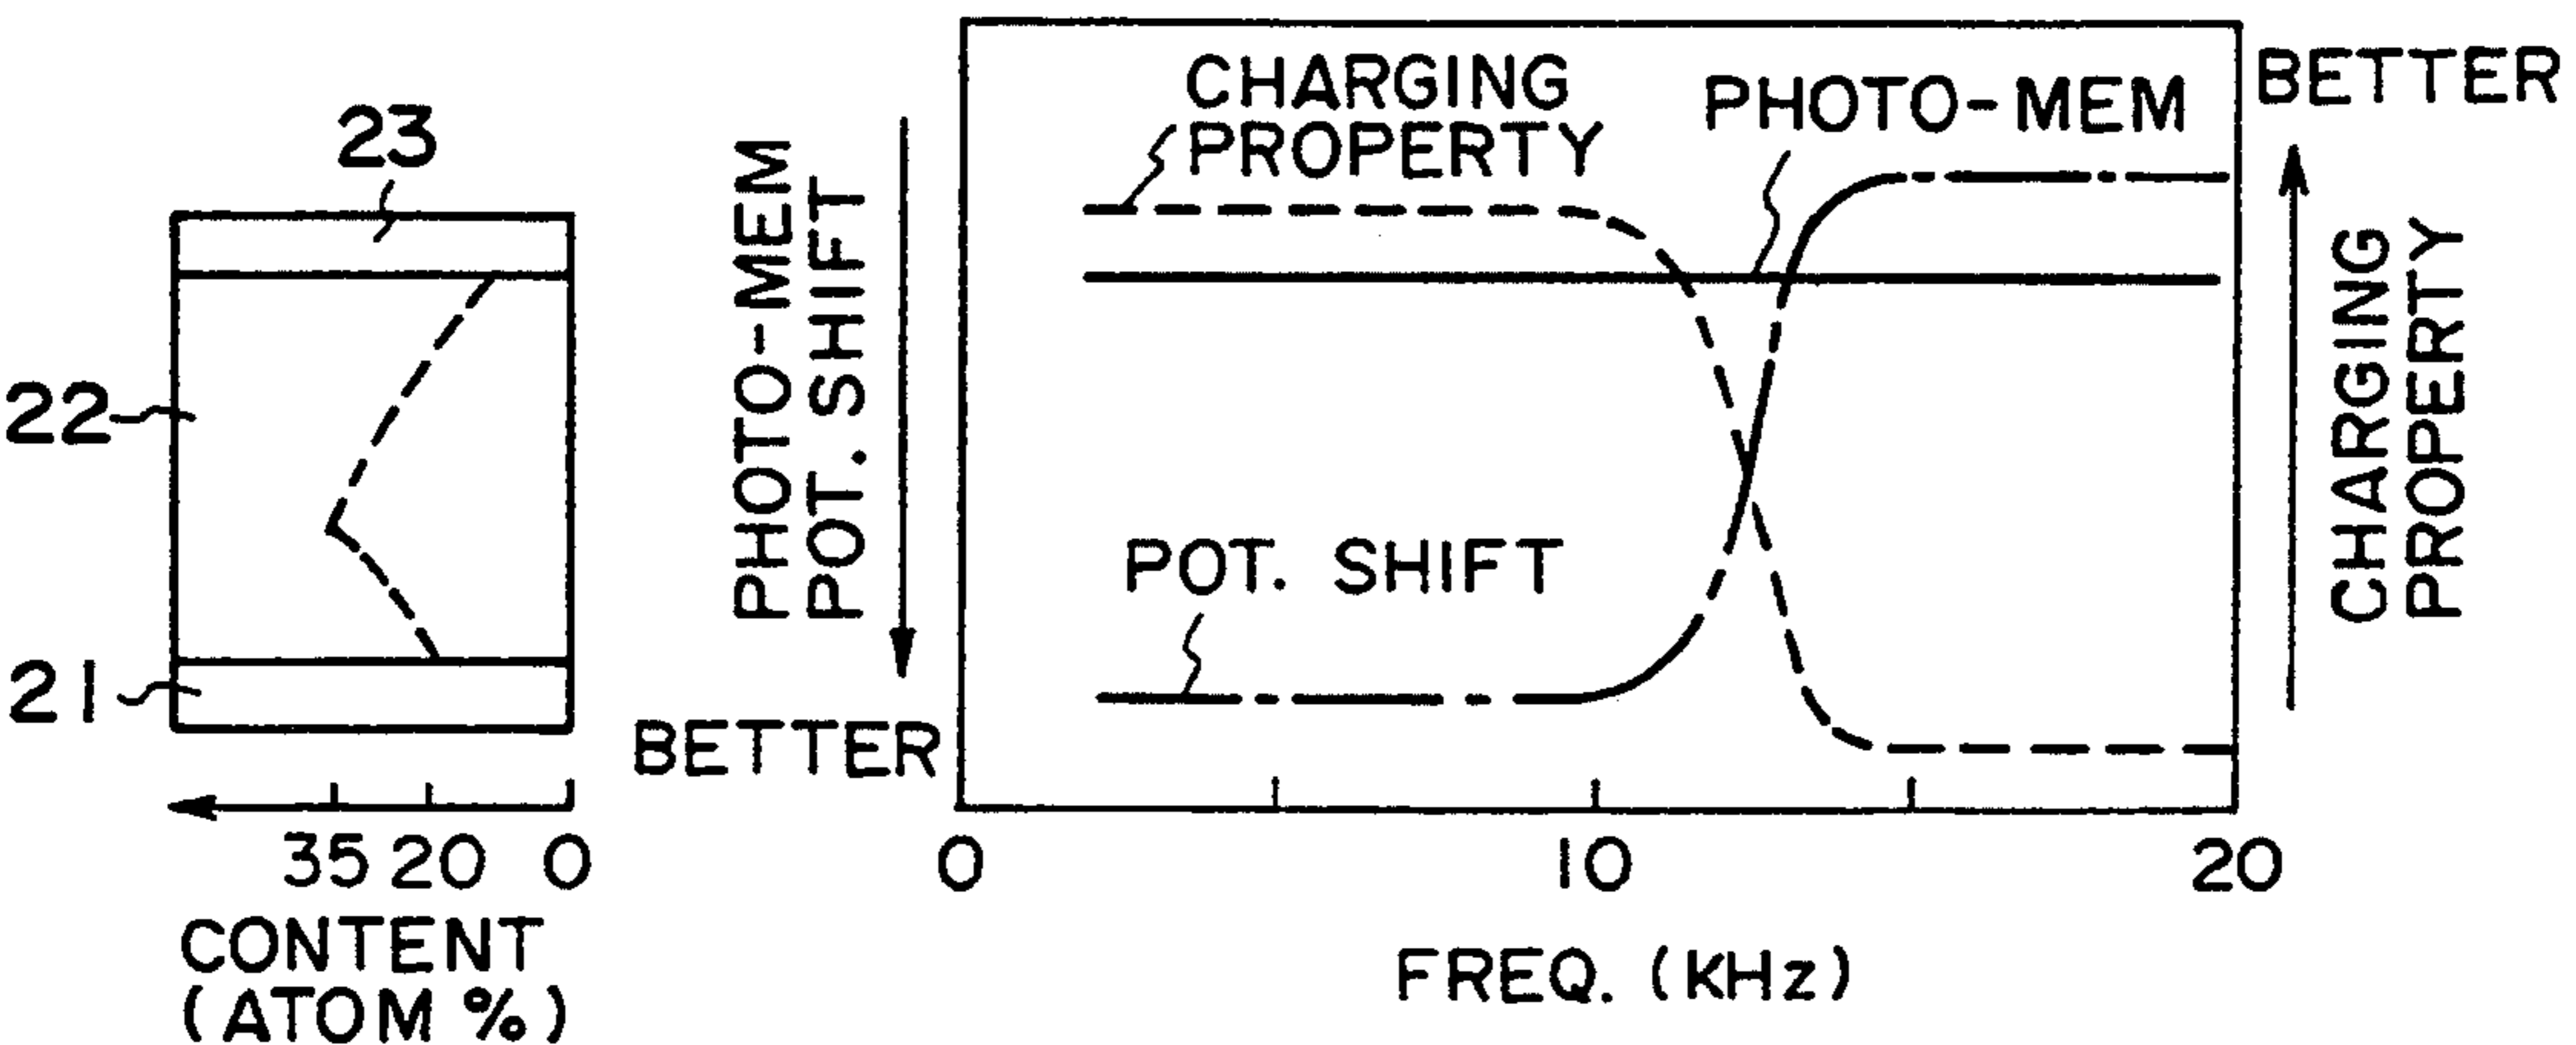 23
22
21
35 20 0
CONTENT
(ATOM %)
PHOTO-MEM
POT. SHIFT
BETTER
CHARGING
PROPERTY
PHOTO-MEM
POT. SHIFT
0 10 20
FREQ. (KHz)
BETTER
CHARGING
PROPERTY